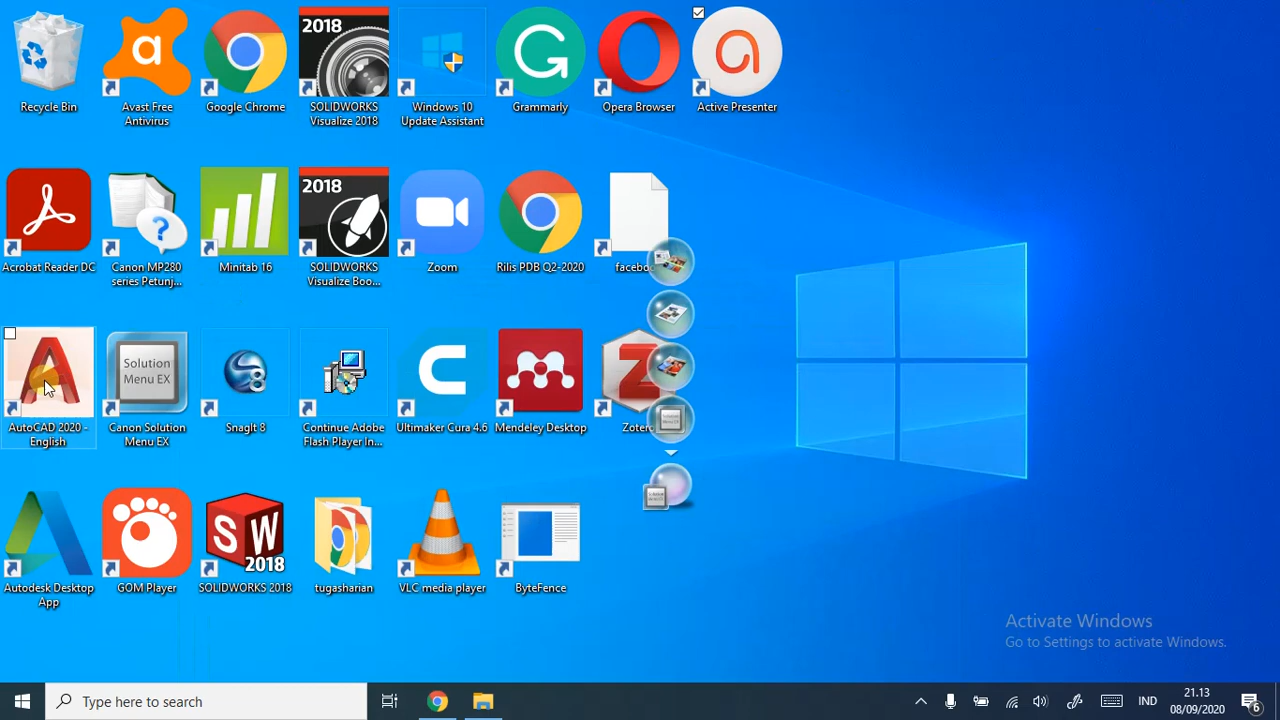 2018
2018
Recycle Bin
Avast Free
Antivirus
Google Chrome
SOLIDWORKS
Visualize 2018
Windows 10
Update Assistant
Grammarly
Opera Browser
Active Presenter
Acrobat Reader DC
Canon MP280
series Petunj...
Minitab 16
SOLIDWORKS
Visualize Boo...
Zoom
Rilis PDB Q2-2020
Solution
Menu EX
AutoCAD 2020 -
English
Canon Solution
Menu EX
SnagIt 8
Continue Adobe
Flash Player In...
Ultimaker Cura 4.6
Mendeley Desktop
SW
2018
Autodesk Desktop
App
GOM Player
SOLIDWORKS 2018
tugasharian
VLC media player
ByteFence
Activate Windows
Go to Settings to activate Windows.
Type here to search
IND
21.13
08/09/2020
6